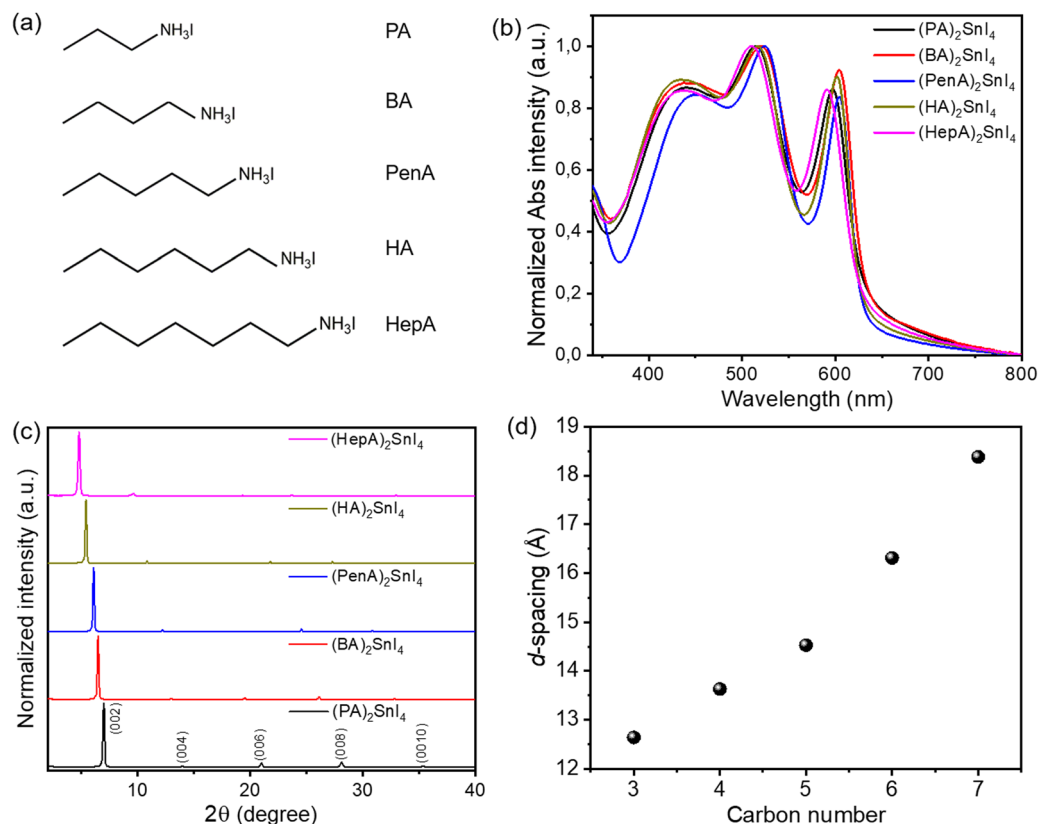 (a)
NH3I
PA
NH3I
BA
NH3I
PenA
NH3I
HA
NH3I
HepA
(b)
Normalized Abs intensity (a.u.)
1,0
0,8
0,6
0,4
0,2
0,0
(PA)2SnI4
(BA)2SnI4
(PenA)2SnI4
(HA)2SnI4
(HepA)2SnI4
400 500 600 700 800
Wavelength (nm)
(c)
Normalized intensity (a.u.)
(HepA)2SnI4
(HA)2SnI4
(PenA)2SnI4
(BA)2SnI4
(PA)2SnI4
(002)
(004)
(006)
(008)
(0010)
10 20 30 40
2θ (degree)
(d)
d-spacing (Å)
19
18
17
16
15
14
13
12
3 4 5 6 7
Carbon number